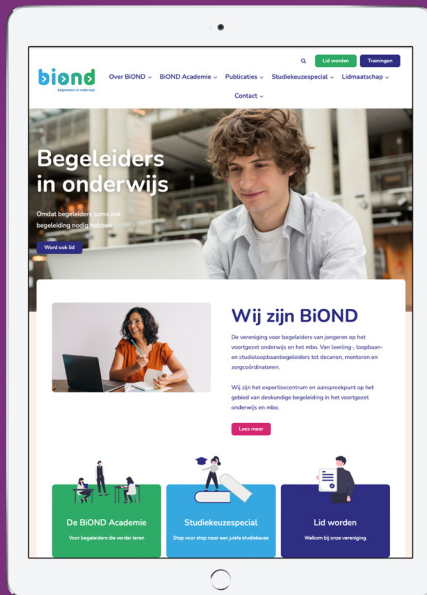 Lid worden
Trainingen
biond
begeleiders in onderwijs
Over BiOND
BiOND Academie
Publicaties
Studiekeuzespecial
Lidmaatschap
Contact
Begeleiders
in onderwijs
Omdat begeleiders soms ook
begeleiding nodig hebben
Word ook lid
Wij zijn BiOND
De vereniging voor begeleiders van jongeren op het
voortgezet onderwijs en het mbo. Van leerling-, loopbaan-
en studieloopbaanbegeleiders tot decanen, mentoren en
zorgcoördinatoren.
Wij zijn het expertisecentrum en aanspreekpunt op het
gebied van deskundige begeleiding in het voortgezet
onderwijs en mbo.
Lees meer
De BiOND Academie
Voor begeleiders die verder leren
Studiekeuzespecial
Stap voor stap naar een juiste studiekeuze
Lid worden
Welkom bij onze vereniging